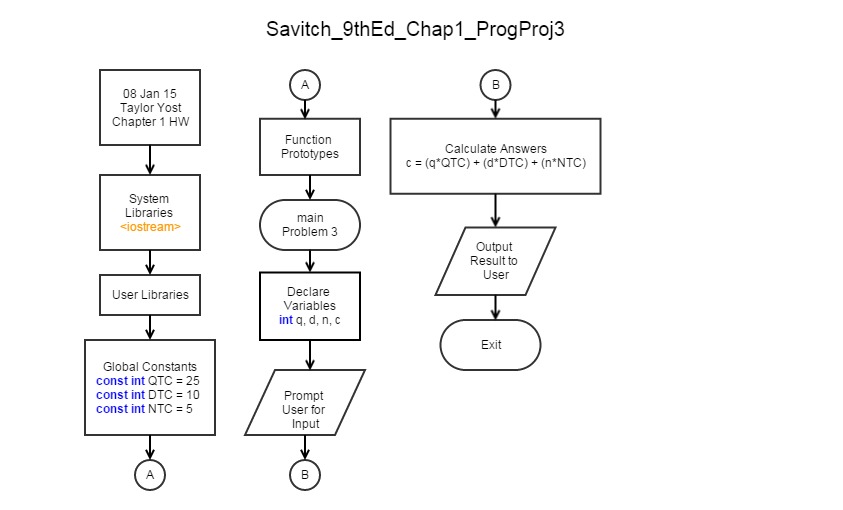 Savitch_9thEd_Chap1_ProgProj3
08 Jan 15
Taylor Yost
Chapter 1 HW
System
Libraries
<iostream>
User Libraries
Global Constants
const int QTC = 25
const int DTC = 10
const int NTC = 5
A
A
Function
Prototypes
main
Problem 3
Declare
Variables
int q, d, n, c
Prompt
User for
Input
B
B
Calculate Answers
c = (q*QTC) + (d*DTC) + (n*NTC)
Output
Result to
User
Exit